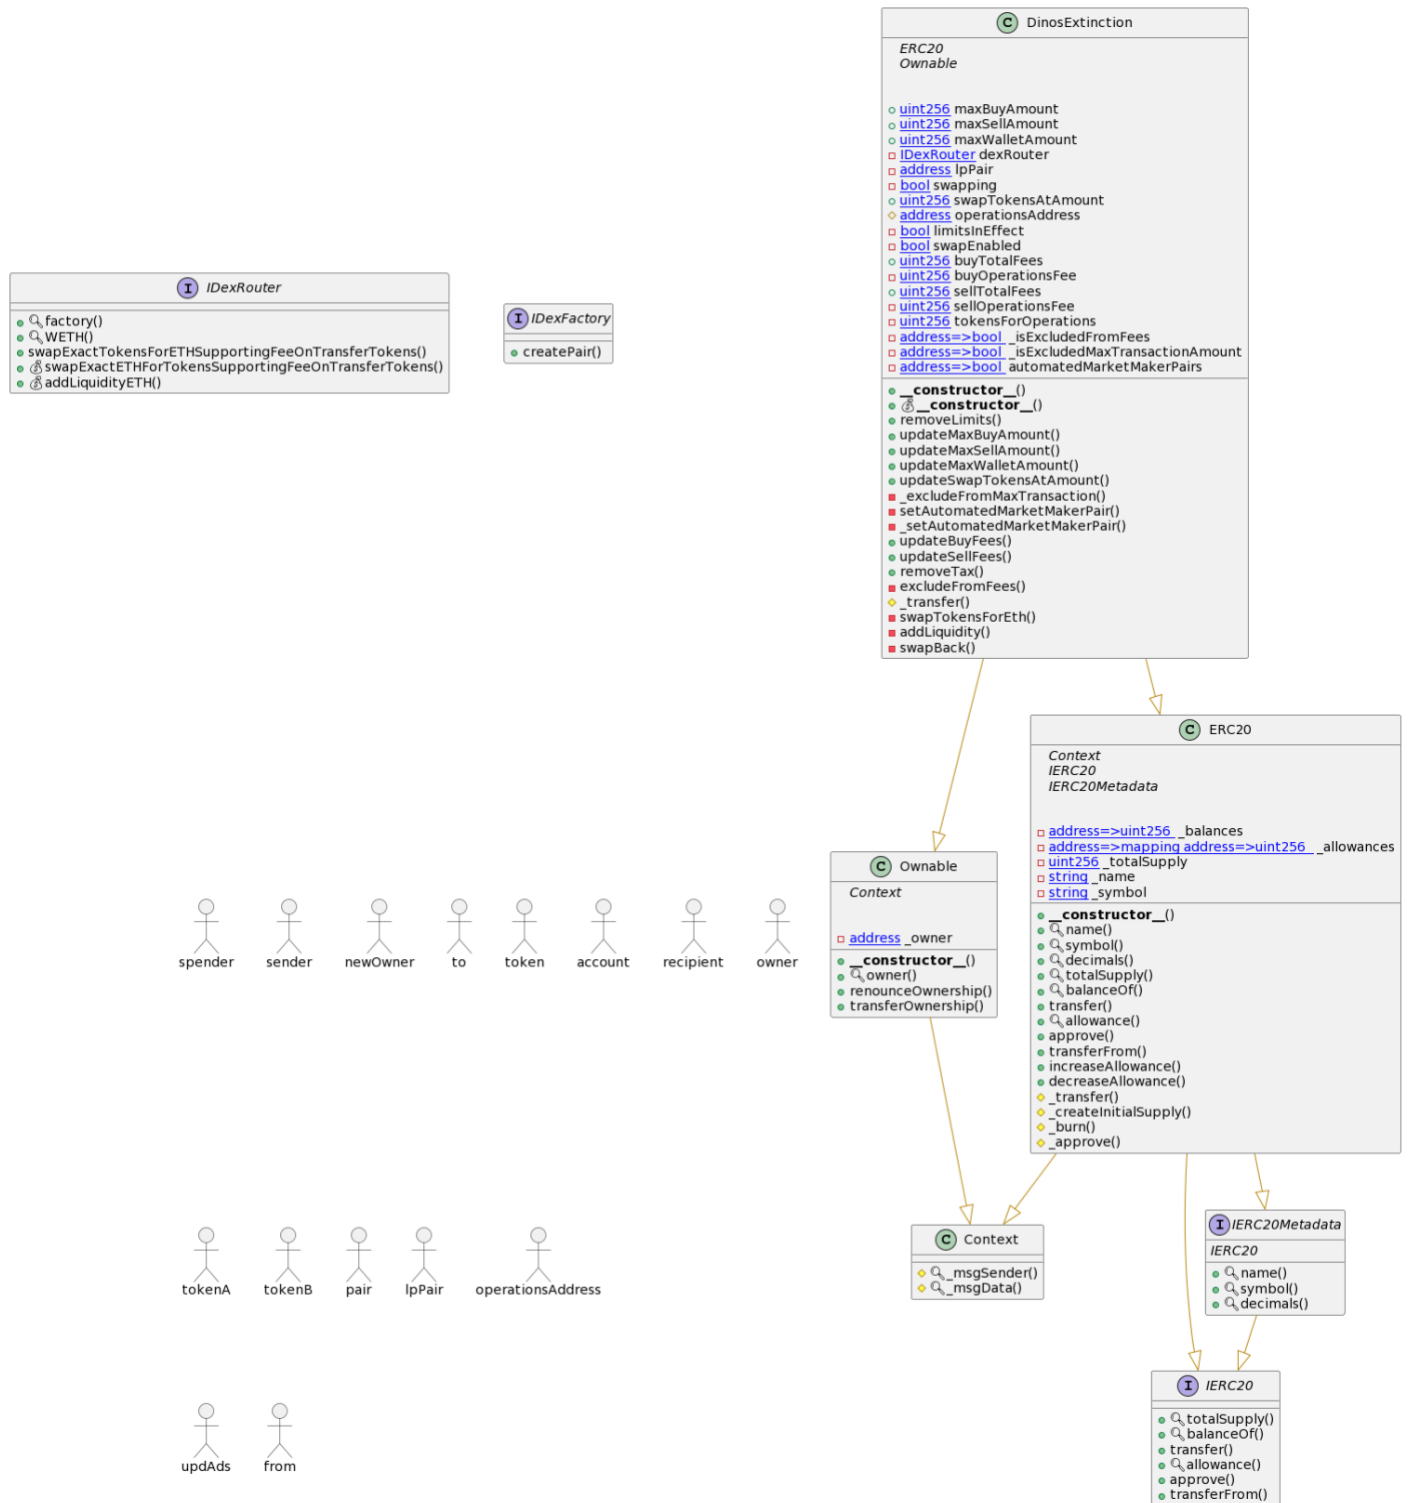 C DinosExtinction
ERC20
Ownable
uint256 maxBuyAmount
uint256 maxSellAmount
uint256 maxWalletAmount
IDexRouter dexRouter
address lpPair
bool swapping
uint256 swapTokensAtAmount
address operationsAddress
bool limitsInEffect
bool swapEnabled
uint256 buyTotalFees
uint256 buyOperationsFee
uint256 sellTotalFees
uint256 sellOperationsFee
uint256 tokensForOperations
address=>bool _isExcludedFromFees
address=>bool _isExcludedMaxTransactionAmount
address=>bool automatedMarketMakerPairs
__constructor__()
__constructor__()
removeLimits()
updateMaxBuyAmount()
updateMaxSellAmount()
updateMaxWalletAmount()
updateSwapTokensAtAmount()
_excludeFromMaxTransaction()
setAutomatedMarketMakerPair()
_setAutomatedMarketMakerPair()
updateBuyFees()
updateSellFees()
removeTax()
excludeFromFees()
_transfer()
swapTokensForEth()
addLiquidity()
swapBack()
I IDexRouter
factory()
WETH()
swapExactTokensForETHSupportingFeeOnTransferTokens()
swapExactETHForTokensSupportingFeeOnTransferTokens()
addLiquidityETH()
I IDexFactory
createPair()
C ERC20
Context
IERC20
IERC20Metadata
address=>uint256 _balances
address=>mapping address=>uint256 _allowances
uint256 _totalSupply
string _name
string _symbol
__constructor__()
name()
symbol()
decimals()
totalSupply()
balanceOf()
transfer()
allowance()
approve()
transferFrom()
increaseAllowance()
decreaseAllowance()
_transfer()
_createInitialSupply()
_burn()
_approve()
C Ownable
Context
address _owner
__constructor__()
owner()
renounceOwnership()
transferOwnership()
spender sender newOwner to token account recipient owner
C Context
_msgSender()
_msgData()
I IERC20Metadata
IERC20
name()
symbol()
decimals()
tokenA tokenB pair lpPair operationsAddress
I IERC20
totalSupply()
balanceOf()
transfer()
allowance()
approve()
transferFrom()
updAds from